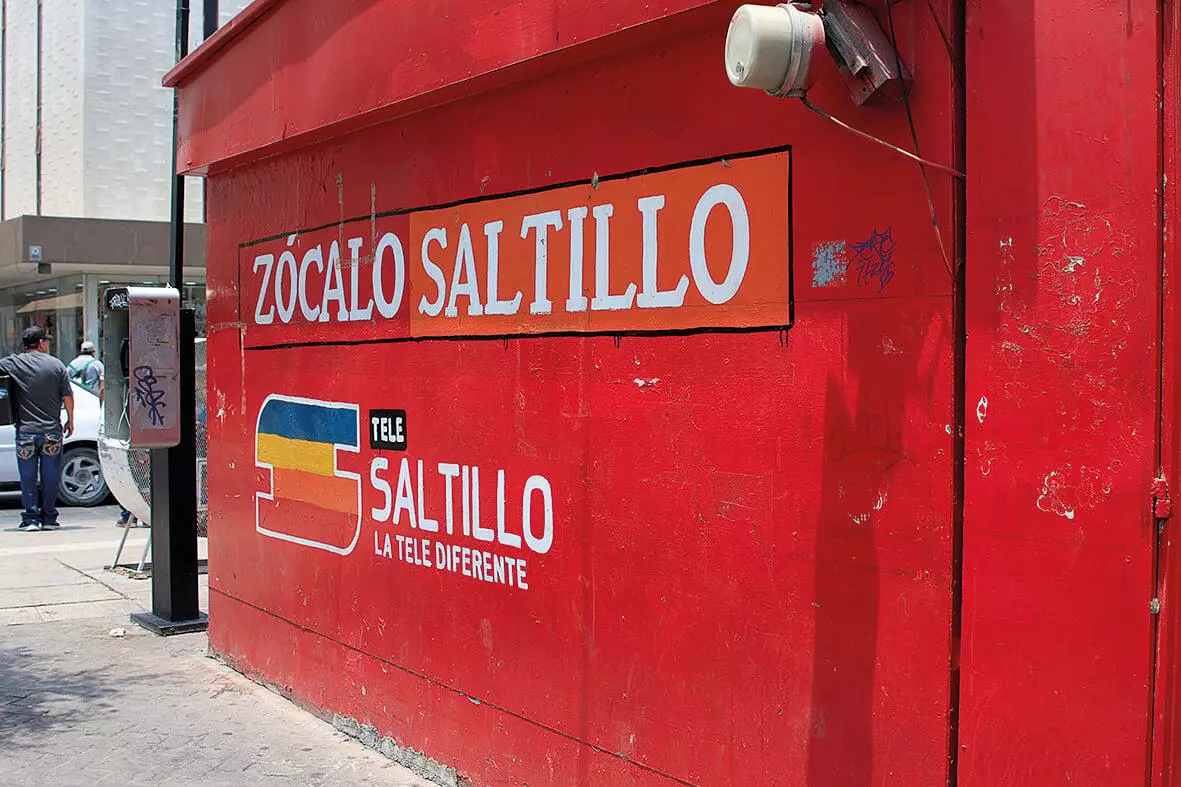 ZÓCALO SALTILLO
TELE
SALTILLO
LA TELE DIFERENTE